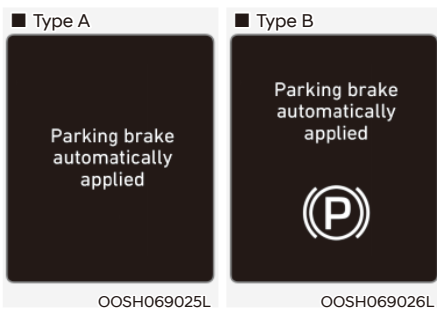 ■ Type A
Parking brake
automatically
applied
OOSH069025L
■ Type B
Parking brake
automatically
applied
P
OOSH069026L